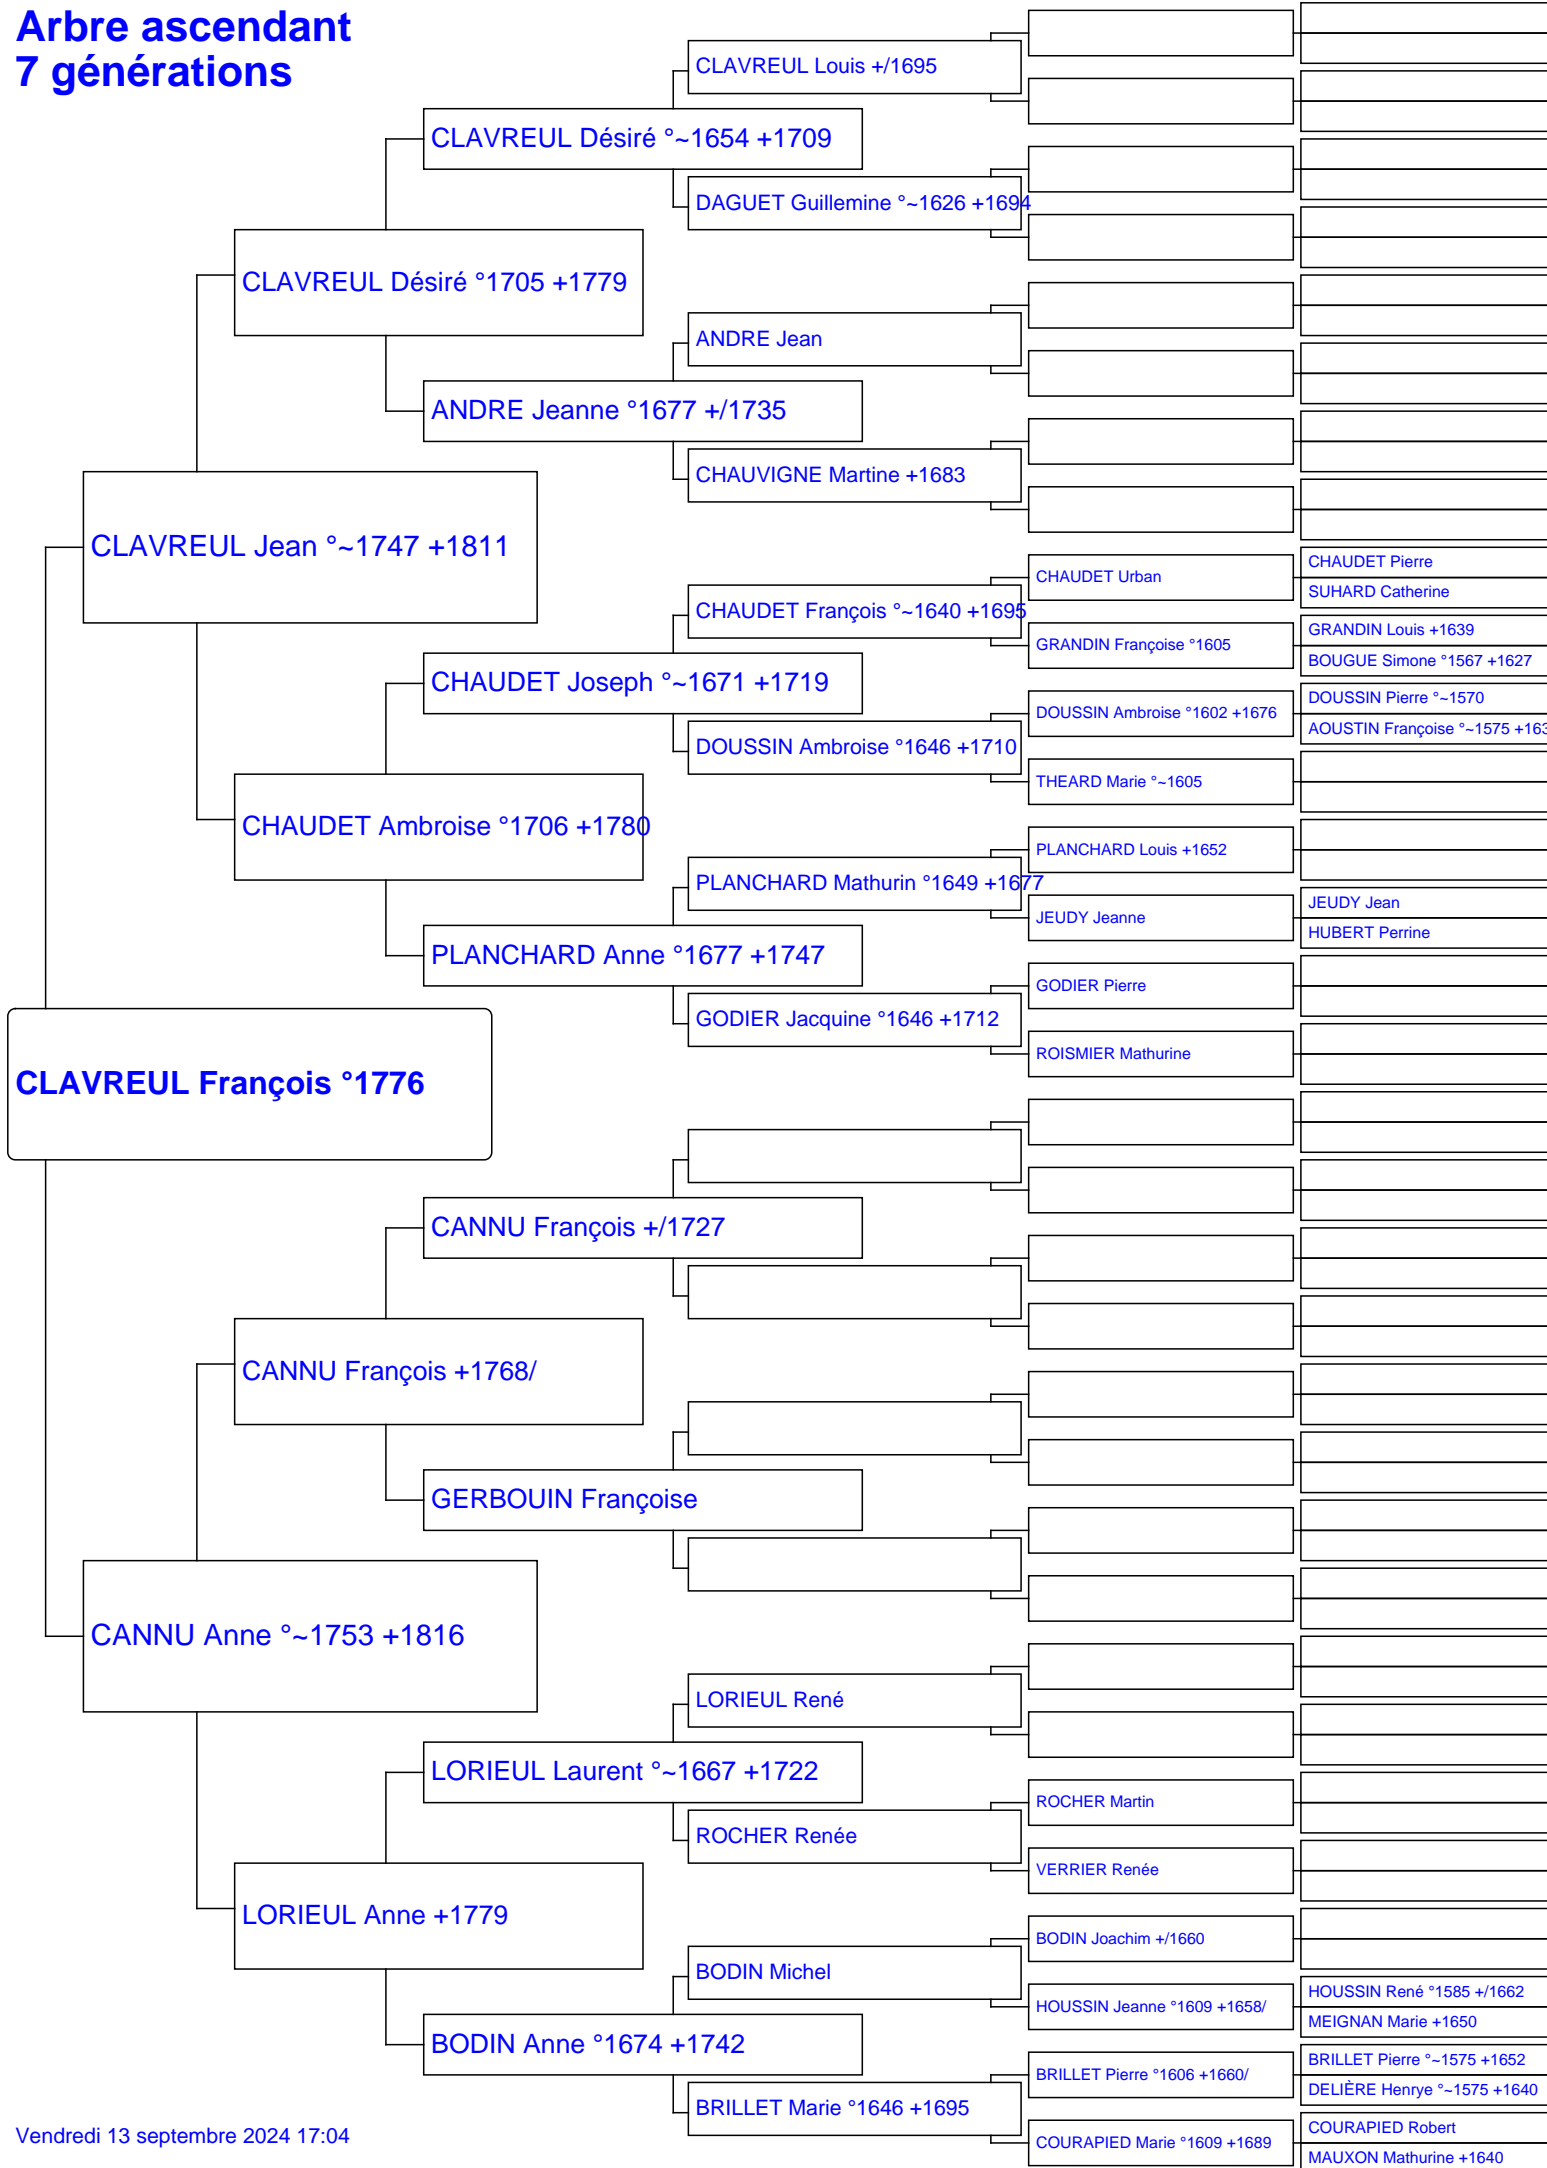 Arbre ascendant
7 générations
CLAVREUL Louis +/1695
CLAVREUL Désiré °~1654 +1709
DAGUET Guillemine °~1626 +1694
CLAVREUL Désiré °1705 +1779
ANDRE Jean
ANDRE Jeanne °1677 +/1735
CHAUVIGNE Martine +1683
CLAVREUL Jean °~1747 +1811
CHAUDET Pierre
CHAUDET Urban
SUHARD Catherine
CHAUDET François °~1640 +1695
GRANDIN Louis +1639
GRANDIN Françoise °1605
BOUGUE Simone °1567 +1627
CHAUDET Joseph °~1671 +1719
DOUSSIN Pierre °~1570
DOUSSIN Ambroise °1602 +1676
AOUSTIN Françoise °~1575 +163
DOUSSIN Ambroise °1646 +1710
THEARD Marie °~1605
CHAUDET Ambroise °1706 +1780
PLANCHARD Louis +1652
PLANCHARD Mathurin °1649 +1677
JEUDY Jean
JEUDY Jeanne
HUBERT Perrine
PLANCHARD Anne °1677 +1747
GODIER Pierre
GODIER Jacquine °1646 +1712
ROISMIER Mathurine
CLAVREUL François °1776
CANNU François +/1727
CANNU François +1768/
GERBOUIN Françoise
CANNU Anne °~1753 +1816
LORIEUL René
LORIEUL Laurent °~1667 +1722
ROCHER Martin
ROCHER Renée
VERRIER Renée
LORIEUL Anne +1779
BODIN Joachim +/1660
BODIN Michel
HOUSSIN René °1585 +/1662
HOUSSIN Jeanne °1609 +1658/
MEIGNAN Marie +1650
BODIN Anne °1674 +1742
BRILLET Pierre °~1575 +1652
BRILLET Pierre °1606 +1660/
DELIÈRE Henrye °~1575 +1640
BRILLET Marie °1646 +1695
COURAPIED Robert
COURAPIED Marie °1609 +1689
MAUXON Mathurine +1640
Vendredi 13 septembre 2024 17:04